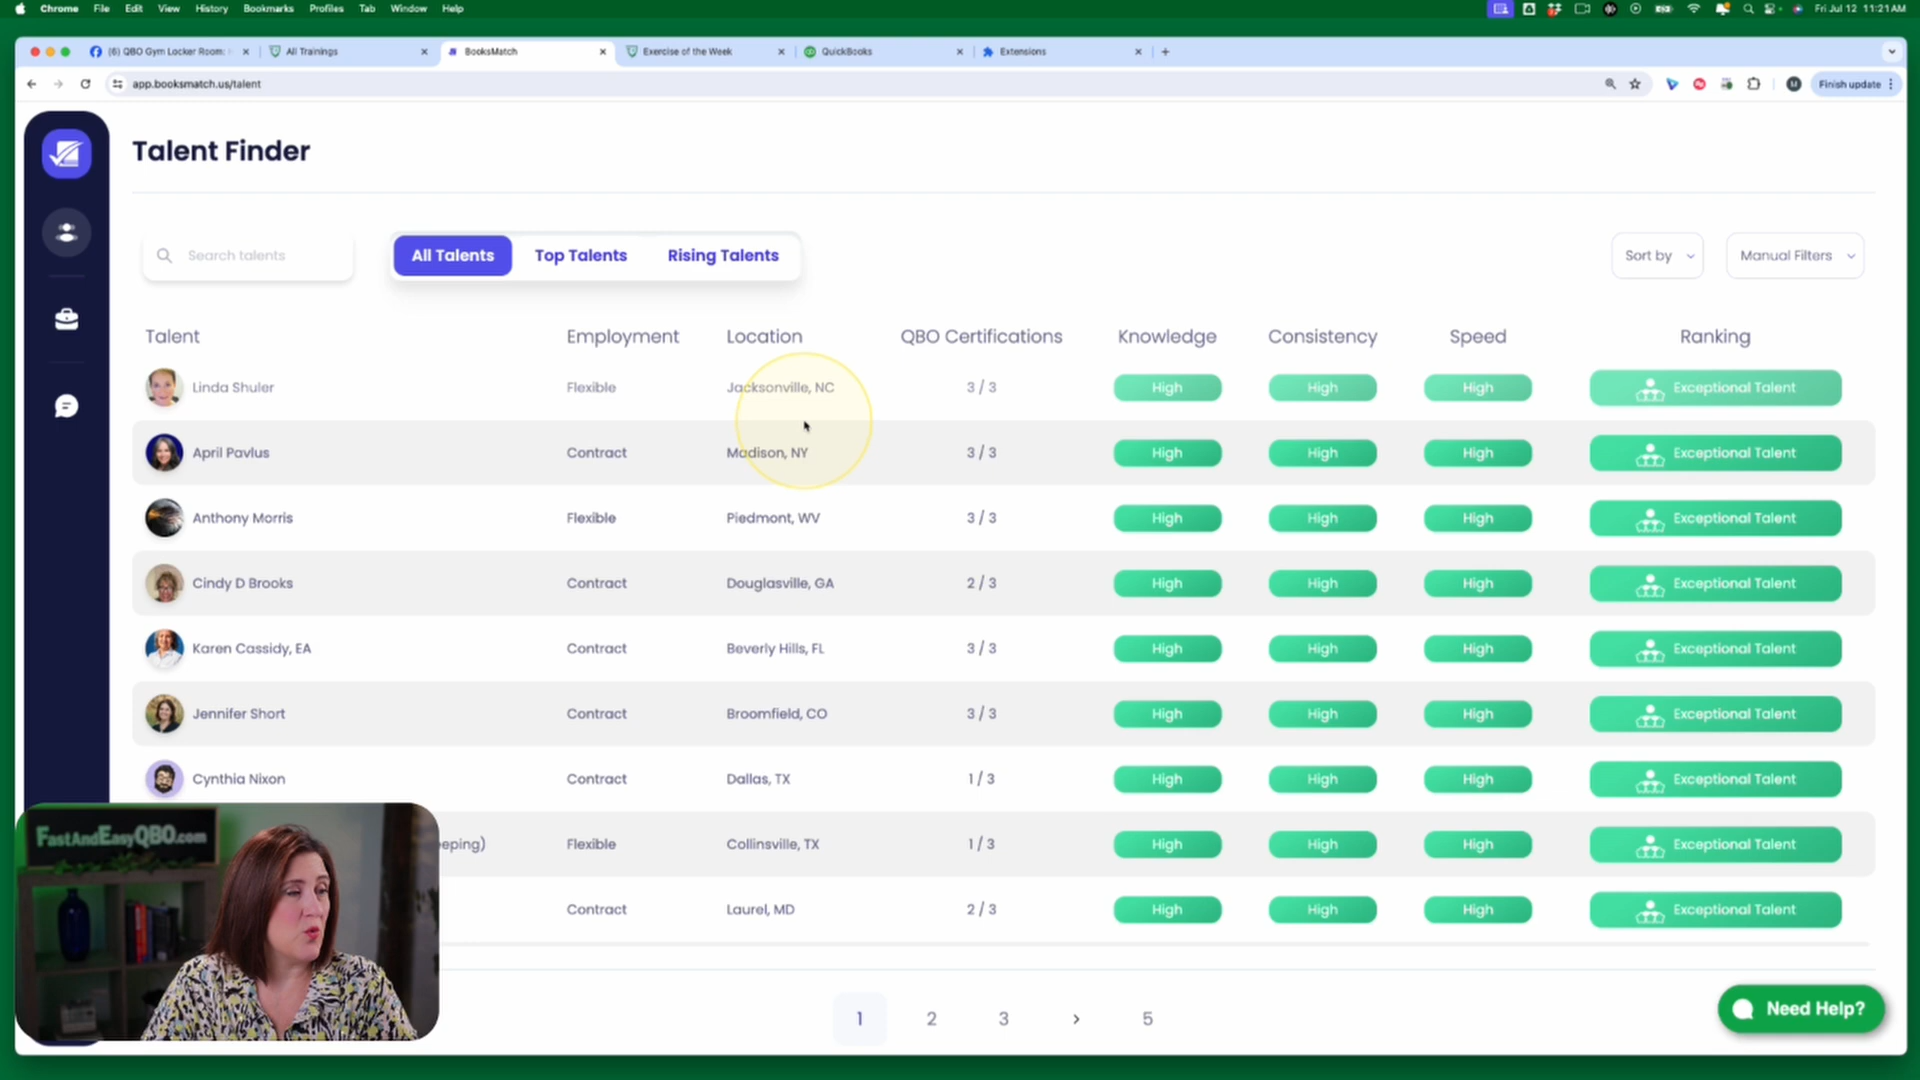 Chrome File Edit View History Bookmarks Profiles Tab Window Help
Fri Jul 12 11:21 AM
(6) QBO Gym Locker Room:
All Trainings
BooksMatch
Exercise of the Week
QuickBooks
Extensions
app.booksmatch.us/talent
Finish update
Talent Finder
Search talents
All Talents Top Talents Rising Talents
Sort by
Manual Filters
Talent Employment Location QBO Certifications Knowledge Consistency Speed Ranking
Linda Shuler Flexible Jacksonville, NC 3 / 3 High High High Exceptional Talent
April Pavlus Contract Madison, NY 3 / 3 High High High Exceptional Talent
Anthony Morris Flexible Piedmont, WV 3 / 3 High High High Exceptional Talent
Cindy D Brooks Contract Douglasville, GA 2 / 3 High High High Exceptional Talent
Karen Cassidy, EA Contract Beverly Hills, FL 3 / 3 High High High Exceptional Talent
Jennifer Short Contract Broomfield, CO 3 / 3 High High High Exceptional Talent
Cynthia Nixon Contract Dallas, TX 1 / 3 High High High Exceptional Talent
eeping) Flexible Collinsville, TX 1 / 3 High High High Exceptional Talent
Contract Laurel, MD 2 / 3 High High High Exceptional Talent
FastAndEasyQBO.com
1 2 3 > 5
Need Help?